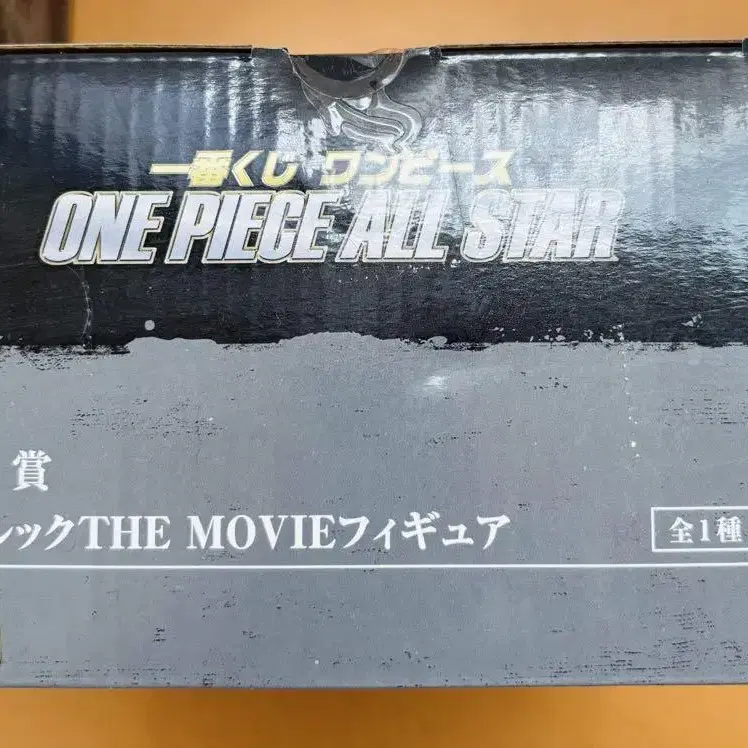 一番くじ ワンピース
ONE PIECE ALL STAR
賞
レックTHE MOVIEフィギュア
全1種